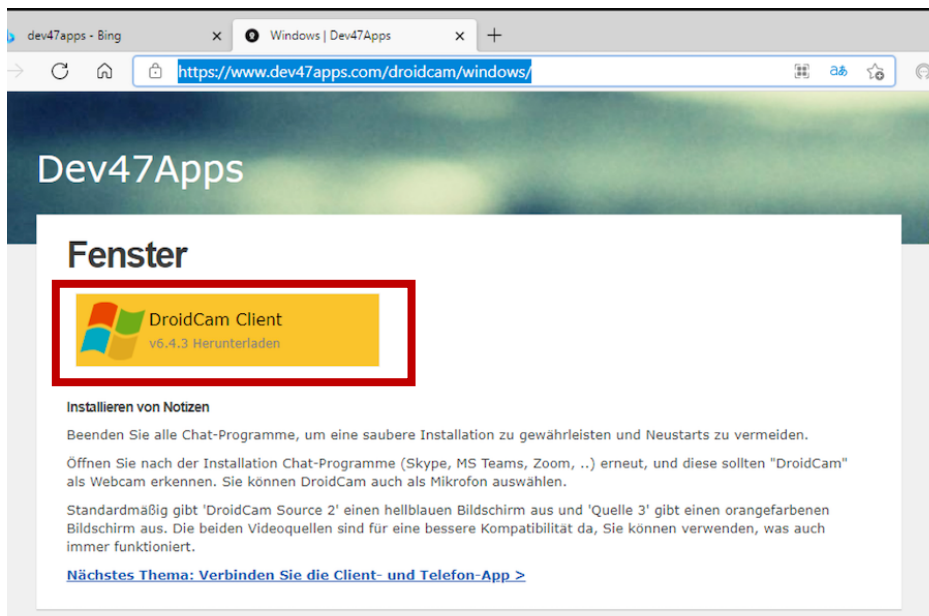 dev47apps - Bing
Windows | Dev47Apps
https://www.dev47apps.com/droidcam/windows/
aあ
Dev47Apps
Fenster
DroidCam Client
v6.4.3 Herunterladen
Installieren von Notizen
Beenden Sie alle Chat-Programme, um eine saubere Installation zu gewährleisten und Neustarts zu vermeiden.
Öffnen Sie nach der Installation Chat-Programme (Skype, MS Teams, Zoom, ..) erneut, und diese sollten "DroidCam"
als Webcam erkennen. Sie können DroidCam auch als Mikrofon auswählen.
Standardmäßig gibt 'DroidCam Source 2' einen hellblauen Bildschirm aus und 'Quelle 3' gibt einen orangefarbenen
Bildschirm aus. Die beiden Videoquellen sind für eine bessere Kompatibilität da, Sie können verwenden, was auch
immer funktioniert.
Nächstes Thema: Verbinden Sie die Client- und Telefon-App >